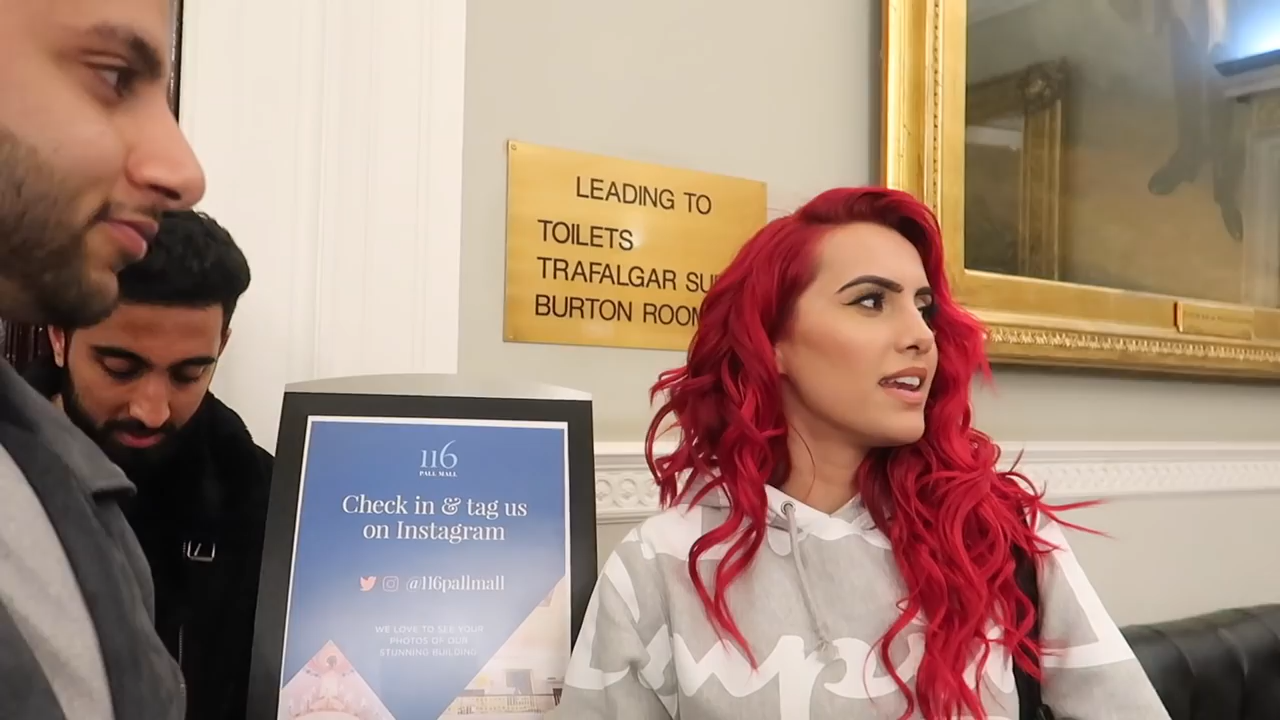 LEADING TO
TOILETS
TRAFALGAR SU
BURTON ROOM
116
PALL MALL
Check in & tag us
on Instagram
@116pallmall
WE LOVE TO SEE YOUR
PHOTOS OF OUR
STUNNING BUILDING